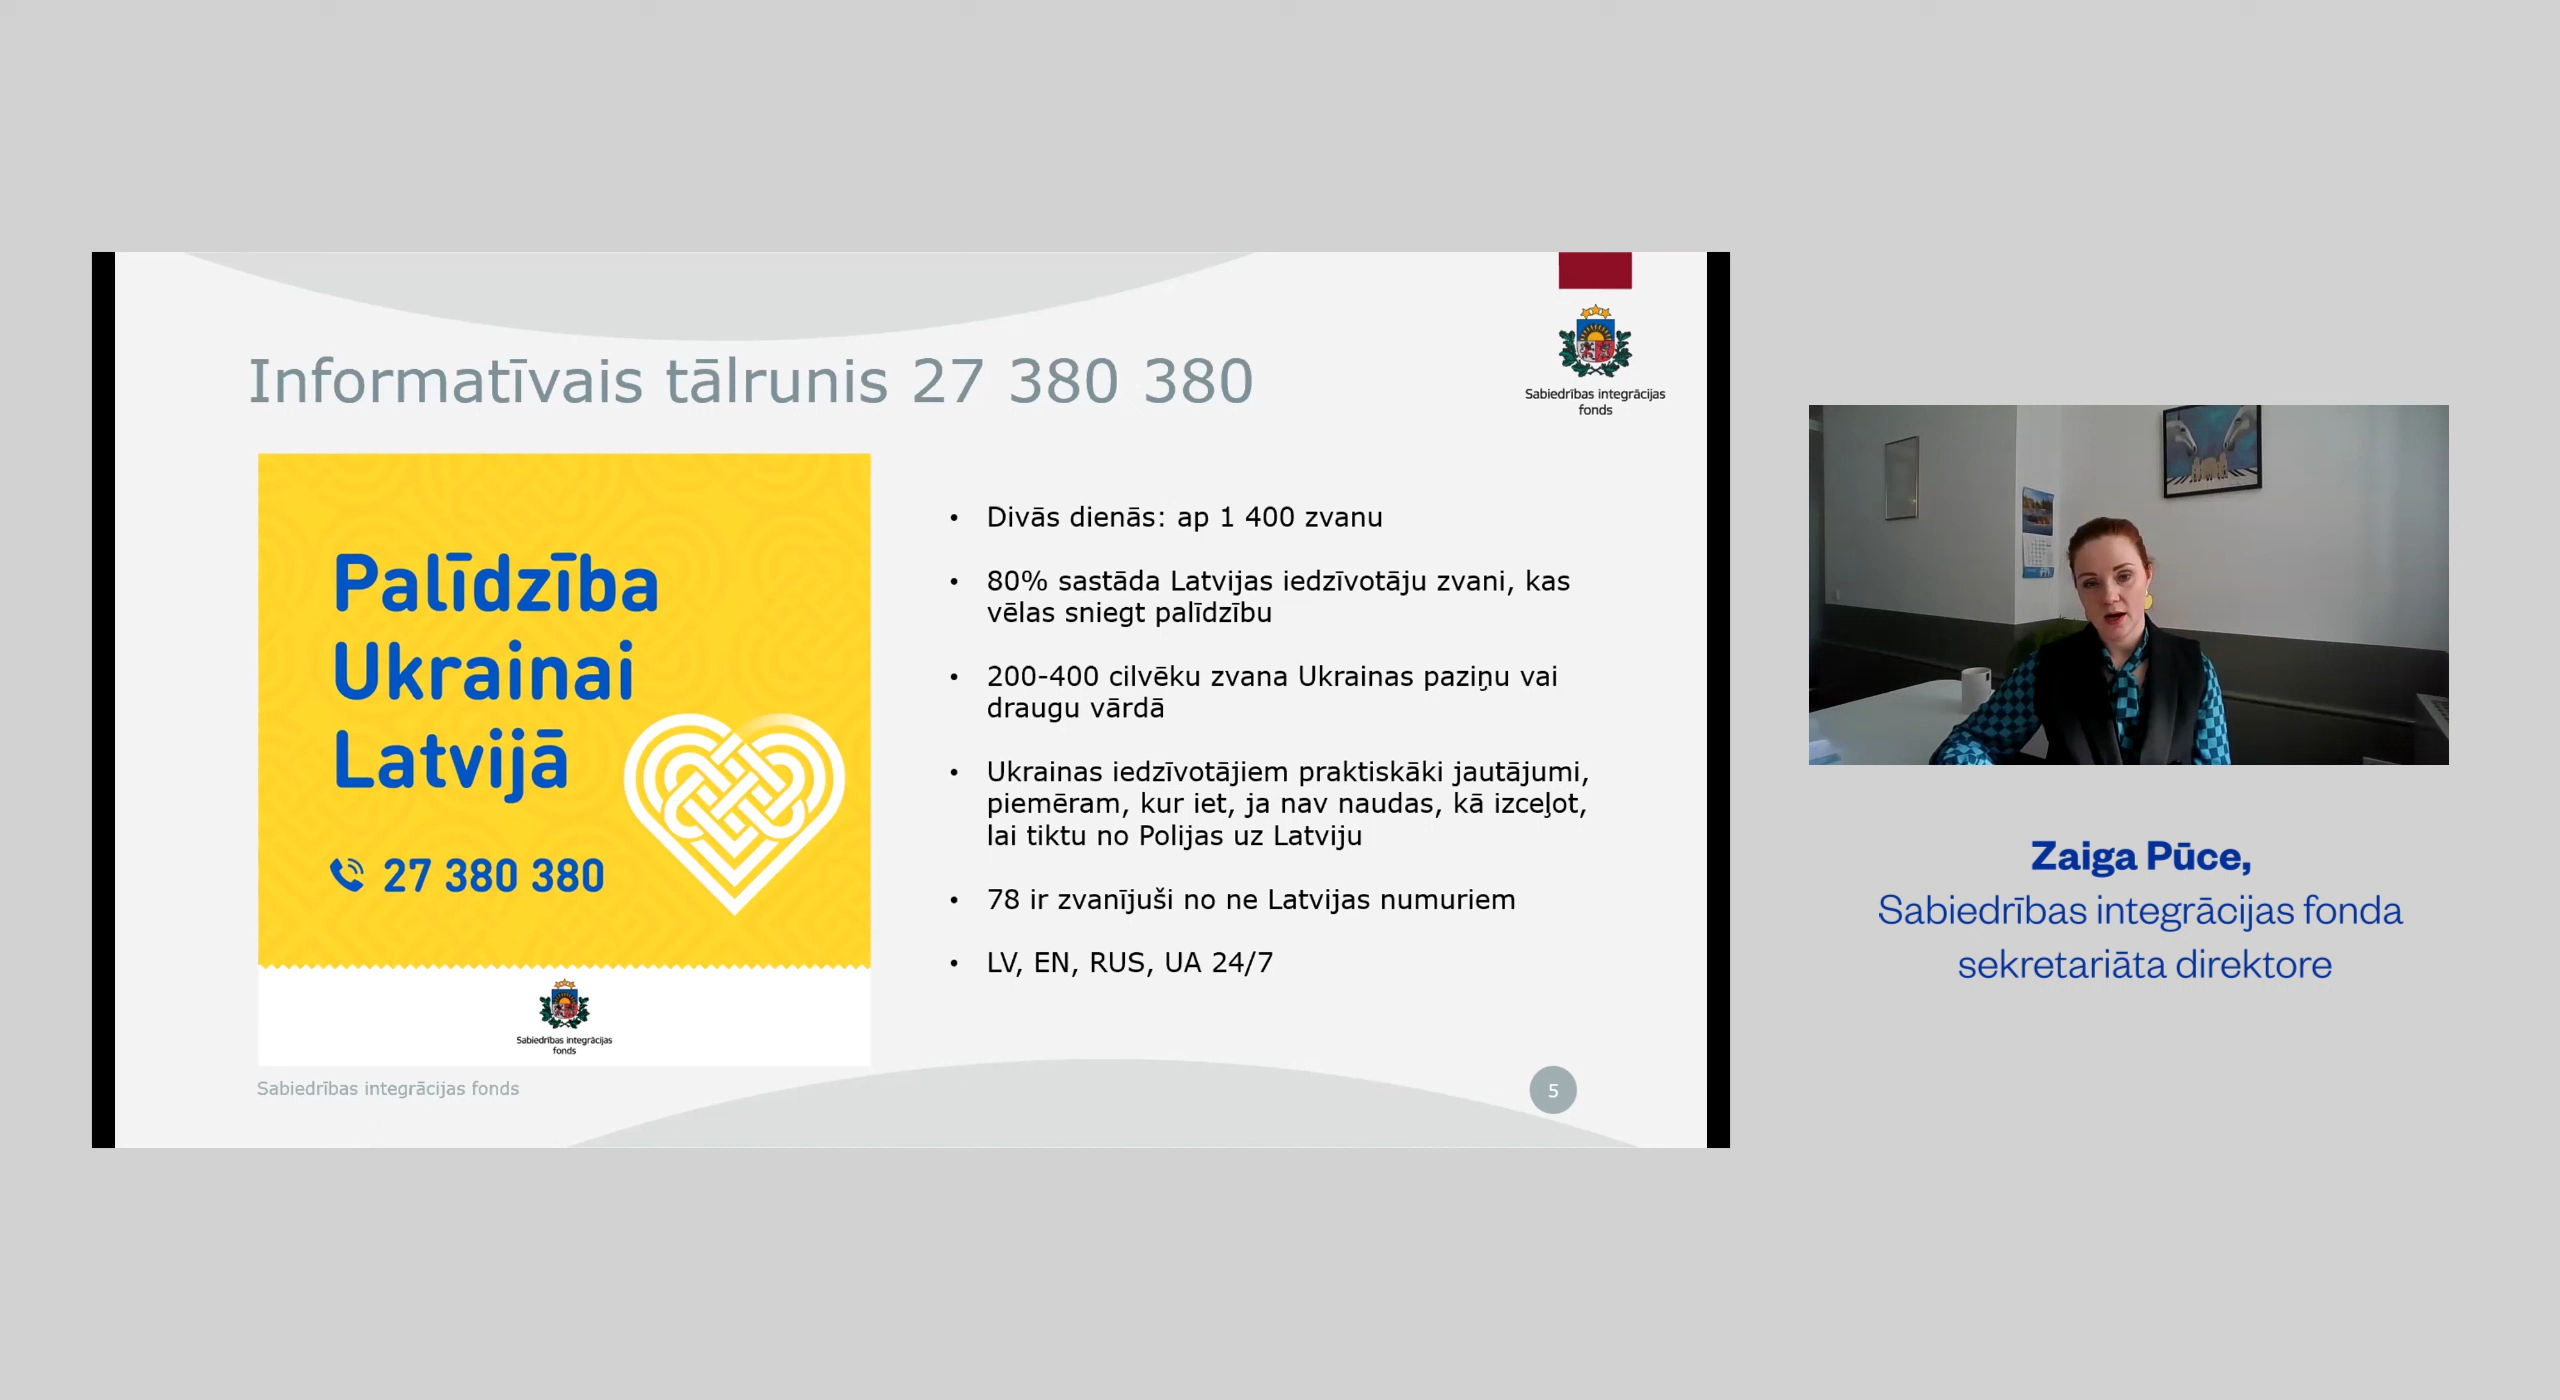 Informatīvais tālrunis 27 380 380
Sabiedrības integrācijas
fonds
Palīdzība
Ukrainai
Latvijā
27 380 380
Sabiedrības integrācijas
fonds
• Divās dienās: ap 1 400 zvanu
• 80% sastāda Latvijas iedzīvotāju zvani, kas
vēlas sniegt palīdzību
• 200-400 cilvēku zvana Ukrainas paziņu vai
draugu vārdā
• Ukrainas iedzīvotājiem praktiskāki jautājumi,
piemēram, kur iet, ja nav naudas, kā izceļot,
lai tiktu no Polijas uz Latviju
• 78 ir zvanījuši no ne Latvijas numuriem
• LV, EN, RUS, UA 24/7
Sabiedrības integrācijas fonds
5
Zaiga Pūce,
Sabiedrības integrācijas fonda
sekretariāta direktore